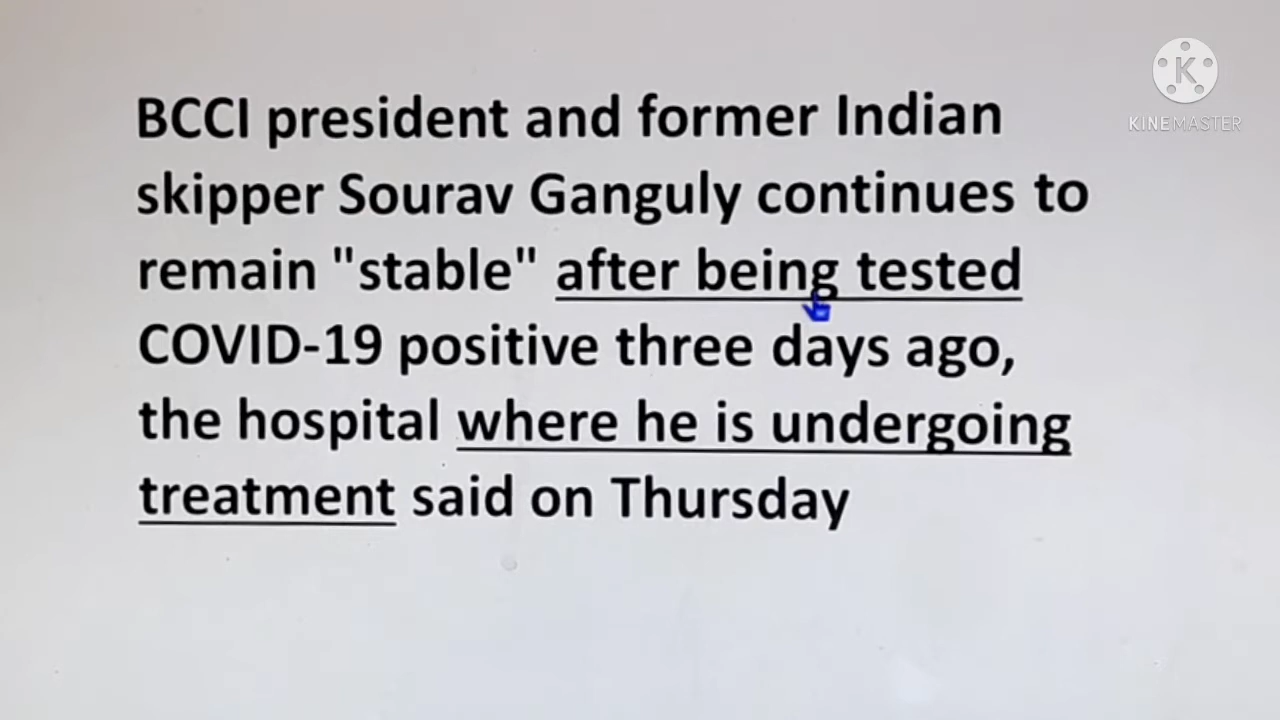 BCCI president and former Indian
skipper Sourav Ganguly continues to
remain "stable" after being tested
COVID-19 positive three days ago,
the hospital where he is undergoing
treatment said on Thursday
K
KINEMASTER